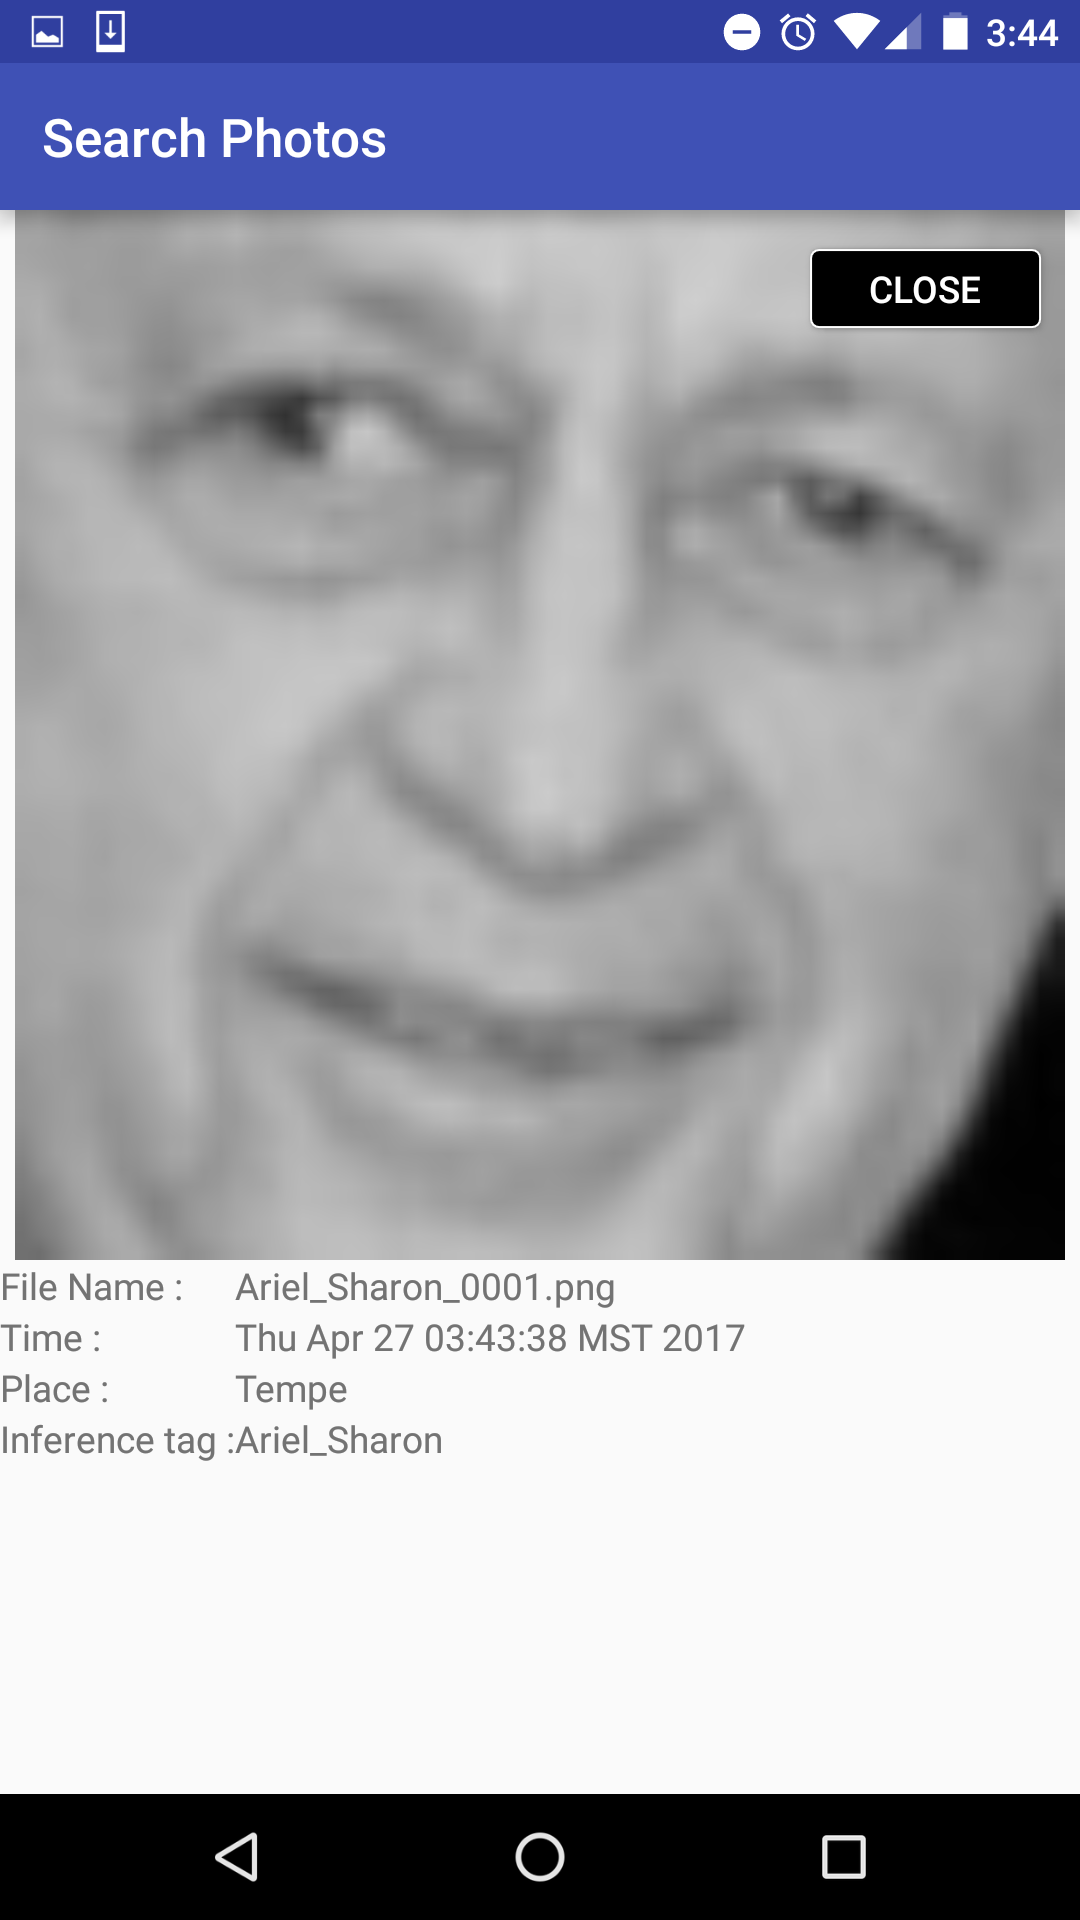 3:44
Search Photos
CLOSE
File Name : Ariel_Sharon_0001.png
Time : Thu Apr 27 03:43:38 MST 2017
Place : Tempe
Inference tag :Ariel_Sharon